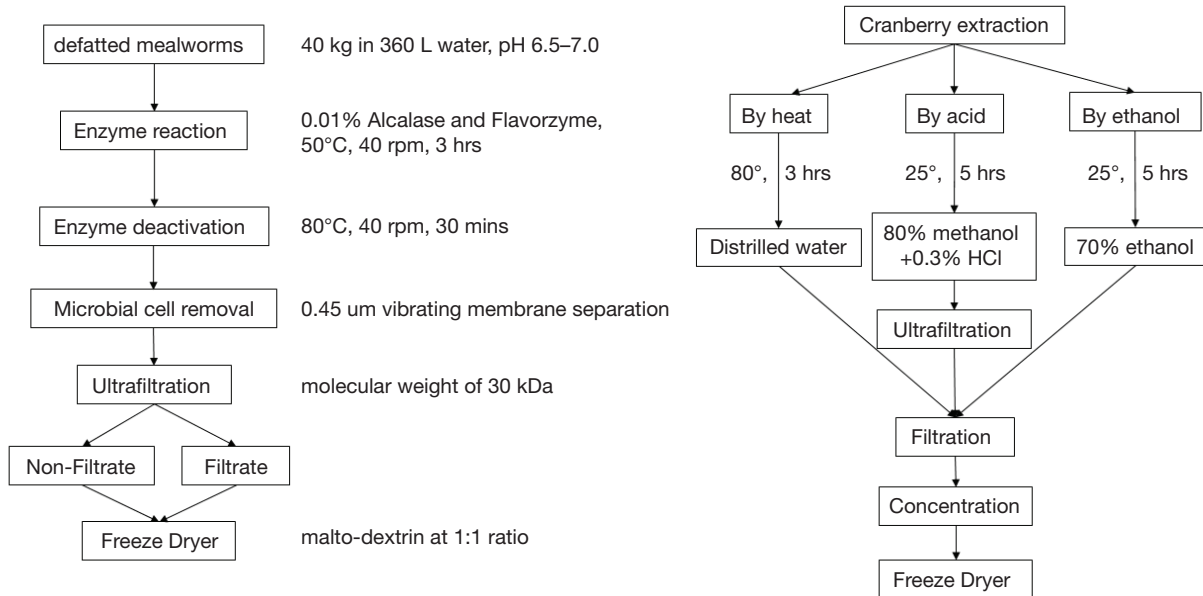 defatted mealworms
40 kg in 360 L water, pH 6.5–7.0
Enzyme reaction
0.01% Alcalase and Flavorzyme,
50°C, 40 rpm, 3 hrs
Enzyme deactivation
80°C, 40 rpm, 30 mins
Microbial cell removal
0.45 um vibrating membrane separation
Ultrafiltration
molecular weight of 30 kDa
Non-Filtrate
Filtrate
Freeze Dryer
malto-dextrin at 1:1 ratio
Cranberry extraction
By heat
By acid
By ethanol
80°, 3 hrs
25°, 5 hrs
25°, 5 hrs
Distrilled water
80% methanol
+0.3% HCl
70% ethanol
Ultrafiltration
Filtration
Concentration
Freeze Dryer